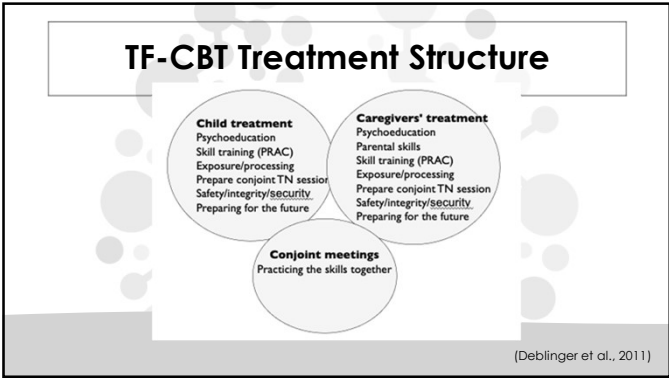 TF-CBT Treatment Structure
Child treatment
Psychoeducation
Skill training (PRAC)
Exposure/processing
Prepare conjoint TN session
Safety/integrity/security
Preparing for the future
Caregivers' treatment
Psychoeducation
Parental skills
Skill training (PRAC)
Exposure/processing
Prepare conjoint TN session
Safety/integrity/security
Preparing for the future
Conjoint meetings
Practicing the skills together
(Deblinger et al., 2011)